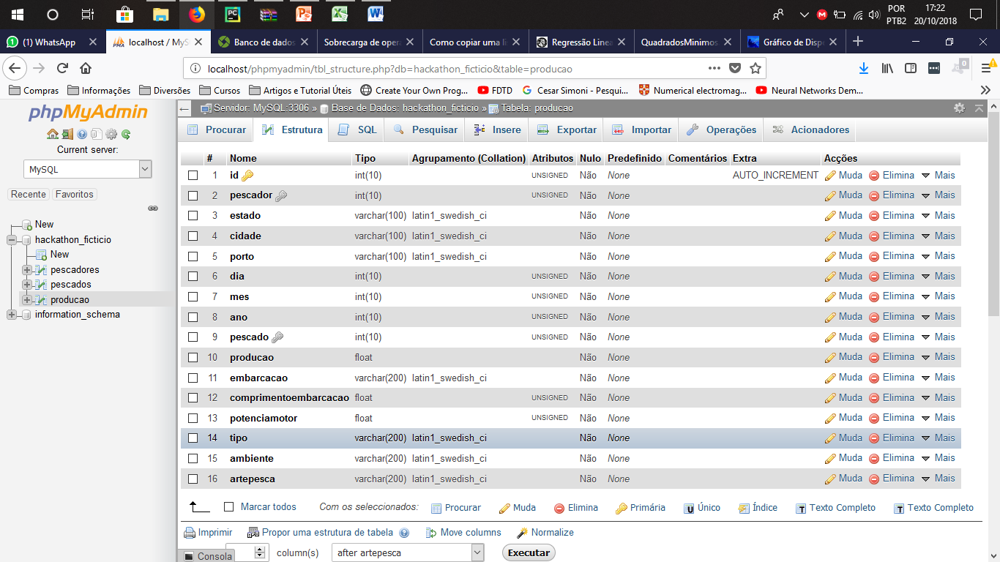 17:22
POR
PTB2
20/10/2018
(1) WhatsApp
localhost / MyS
Banco de dados
Sobrecarga de opera
Como copiar uma li
Regressão Linea
QuadradosMinimos
Gráfico de Dispe
localhost/phpmyadmin/tbl_structure.php?db=hackathon_ficticio&table=producao
Compras Informações Diversões Cursos Artigos e Tutorial Úteis Create Your Own Prog... FDTD Cesar Simoni - Pesqui... Numerical electromag... Neural Networks Dem...
phpMyAdmin
Current server:
MySQL
Recente Favoritos
New
hackathon_ficticio
New
pescadores
pescados
producao
information_schema
Servidor: MySQL:3306 » Base de Dados: hackathon_ficticio » Tabela: producao
Procurar Estrutura SQL Pesquisar Insere Exportar Importar Operações Acionadores
# Nome Tipo Agrupamento (Collation) Atributos Nulo Predefinido Comentários Extra Acções
1 id int(10) UNSIGNED Não None AUTO_INCREMENT Muda Elimina Mais
2 pescador int(10) UNSIGNED Não None Muda Elimina Mais
3 estado varchar(100) latin1_swedish_ci Não None Muda Elimina Mais
4 cidade varchar(100) latin1_swedish_ci Não None Muda Elimina Mais
5 porto varchar(100) latin1_swedish_ci Não None Muda Elimina Mais
6 dia int(10) UNSIGNED Não None Muda Elimina Mais
7 mes int(10) UNSIGNED Não None Muda Elimina Mais
8 ano int(10) UNSIGNED Não None Muda Elimina Mais
9 pescado int(10) UNSIGNED Não None Muda Elimina Mais
10 producao float Não None Muda Elimina Mais
11 embarcacao varchar(200) latin1_swedish_ci Não None Muda Elimina Mais
12 comprimentoembarcacao float UNSIGNED Não None Muda Elimina Mais
13 potenciamotor float UNSIGNED Não None Muda Elimina Mais
14 tipo varchar(200) latin1_swedish_ci Não None Muda Elimina Mais
15 ambiente varchar(200) latin1_swedish_ci Não None Muda Elimina Mais
16 artepesca varchar(200) latin1_swedish_ci Não None Muda Elimina Mais
Marcar todos Com os seleccionados: Procurar Muda Elimina Primária Único Índice Texto Completo Texto Completo
Imprimir Propor uma estrutura de tabela Move columns Normalize
column(s) after artepesca Executar
Consola